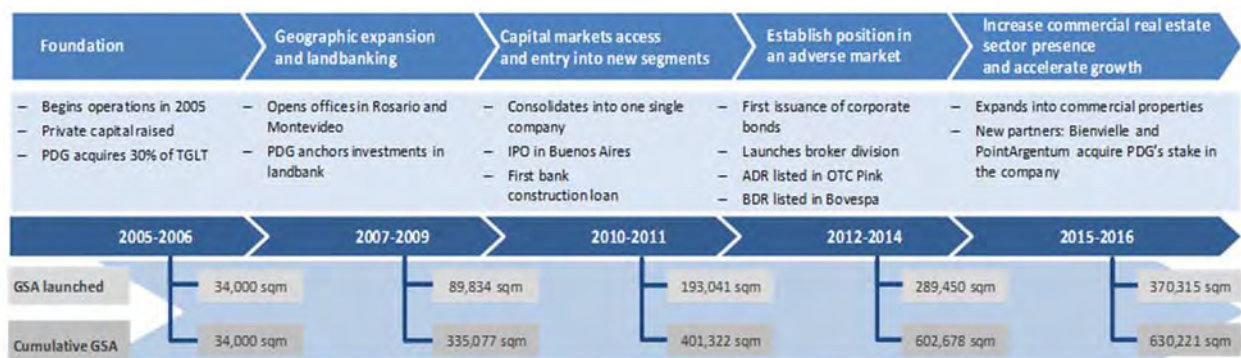 Foundation
Geographic expansion
and landbanking
Capital markets access
and entry into new segments
Establish position in
an adverse market
Increase commercial real estate
sector presence
and accelerate growth
– Begins operations in 2005
– Private capital raised
– PDG acquires 30% of TGLT
– Opens offices in Rosario and
Montevideo
– PDG anchors investments in
landbank
– Consolidates into one single
company
– IPO in Buenos Aires
– First bank
construction loan
– First issuance of corporate
bonds
– Launches broker division
– ADR listed in OTC Pink
– BDR listed in Bovespa
– Expands into commercial properties
– New partners: Bienvielle and
PointArgentum acquire PDG's stake in
the company
2005-2006
2007-2009
2010-2011
2012-2014
2015-2016
GSA launched
34,000 sqm
89,834 sqm
193,041 sqm
289,450 sqm
370,315 sqm
Cumulative GSA
34,000 sqm
335,077 sqm
401,322 sqm
602,678 sqm
630,221 sqm